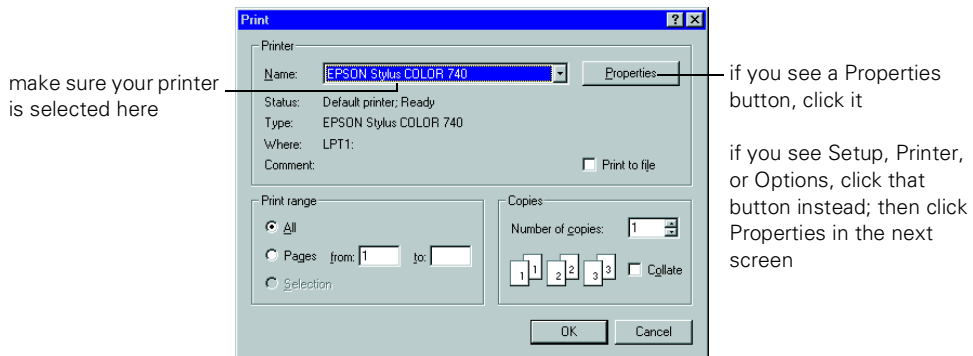 Print
Printer
make sure your printer
is selected here
Name: EPSON Stylus COLOR 740 Properties
Status: Default printer; Ready
Type: EPSON Stylus COLOR 740
Where: LPT1:
Comment: Print to file
if you see a Properties
button, click it
if you see Setup, Printer,
or Options, click that
button instead; then click
Properties in the next
screen
Print range
All
Pages from: 1 to:
Selection
Copies
Number of copies: 1
1 1 2 2 3 3 Collate
OK Cancel